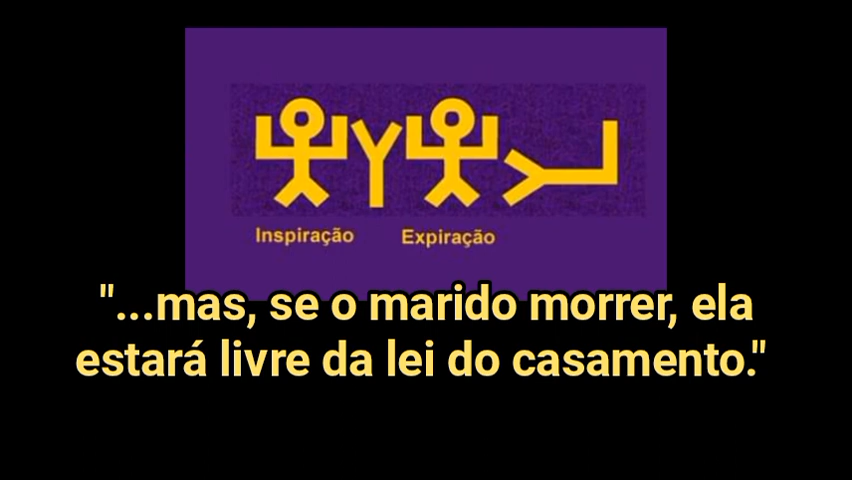 Inspiração Expiração
"...mas, se o marido morrer, ela
estará livre da lei do casamento."